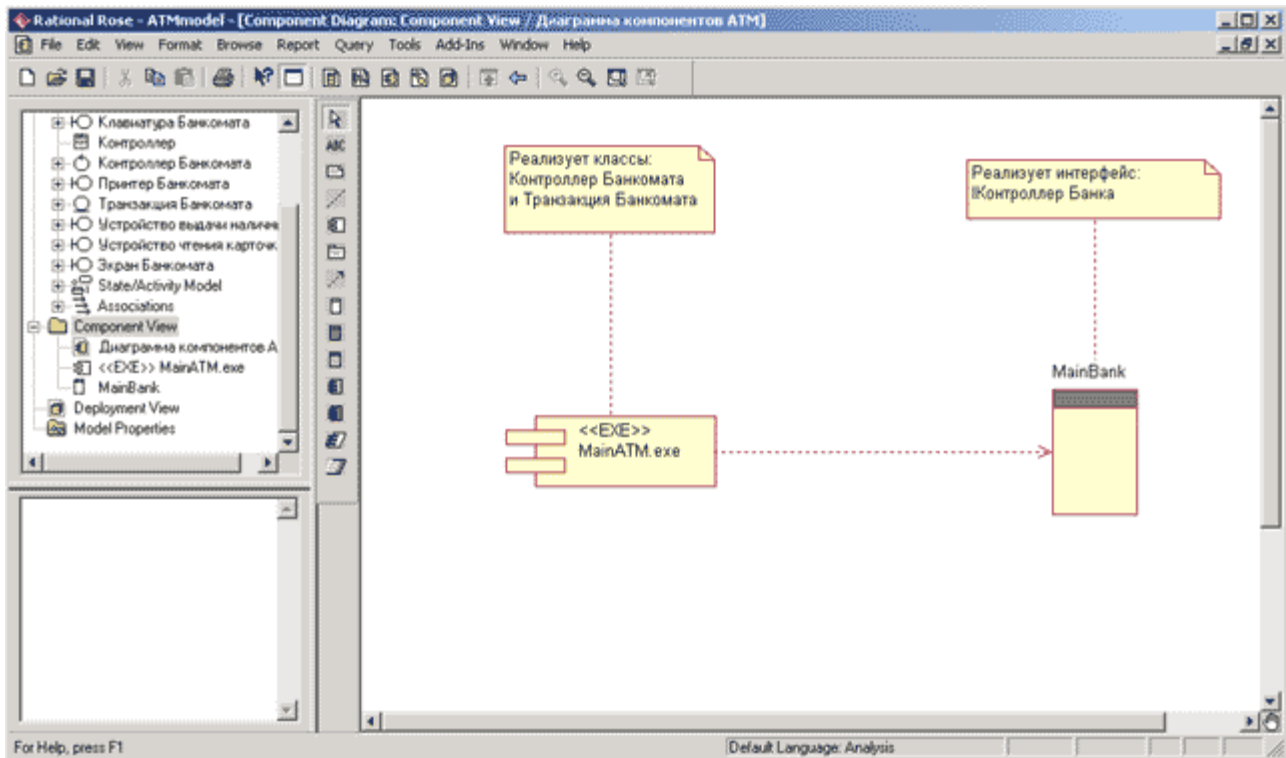 Rational Rose - ATMmodel - [Component Diagram: Component View / Диаграмма компонентов ATM]
File Edit View Format Browse Report Query Tools Add-Ins Window Help
ABC
Клавиатура Банкомата
Контроллер
Контроллер Банкомата
Принтер Банкомата
Транзакция Банкомата
Устройство выдачи наличн
Устройство чтения карточк
Экран Банкомата
State/Activity Model
Associations
Component View
Диаграмма компонентов A
<<EXE>> MainATM.exe
MainBank
Deployment View
Model Properties
Реализует классы:
Контроллер Банкомата
и Транзакция Банкомата
Реализует интерфейс:
IКонтроллер Банка
MainBank
<<EXE>>
MainATM.exe
For Help, press F1
Default Language: Analysis